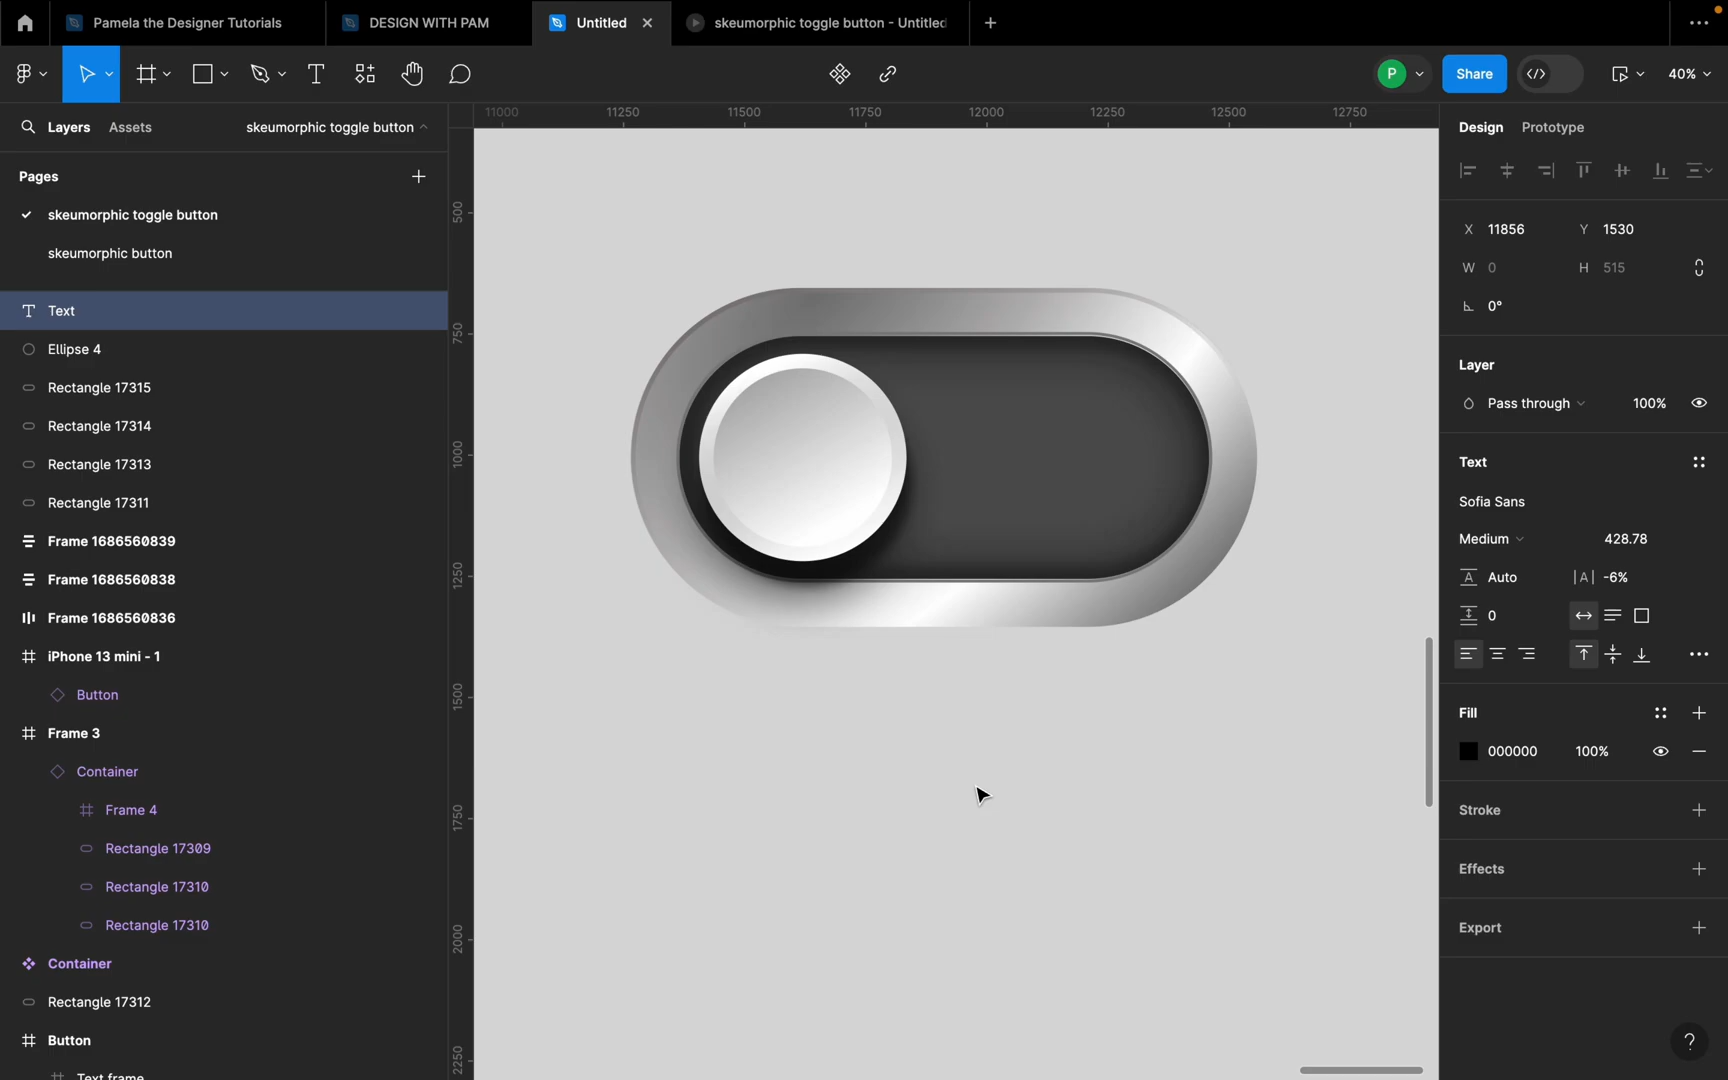 Pamela the Designer Tutorials
DESIGN WITH PAM
Untitled
skeumorphic toggle button - Untitled
P
Share
40%
Layers
Assets
skeumorphic toggle button
11000
11250
11500
11750
12000
12250
12500
12750
Design
Prototype
Pages
skeumorphic toggle button
skeumorphic button
X 11856
Y 1530
W 0
H 515
0°
Text
Ellipse 4
Rectangle 17315
Rectangle 17314
Rectangle 17313
Rectangle 17311
Frame 1686560839
Frame 1686560838
Frame 1686560836
iPhone 13 mini - 1
Button
Frame 3
Container
Frame 4
Rectangle 17309
Rectangle 17310
Rectangle 17310
Container
Rectangle 17312
Button
Text frame
500
750
1000
1250
1500
1750
2000
2250
Layer
Pass through
100%
Text
Sofia Sans
Medium
428.78
Auto
-6%
0
Fill
000000
100%
Stroke
Effects
Export
?